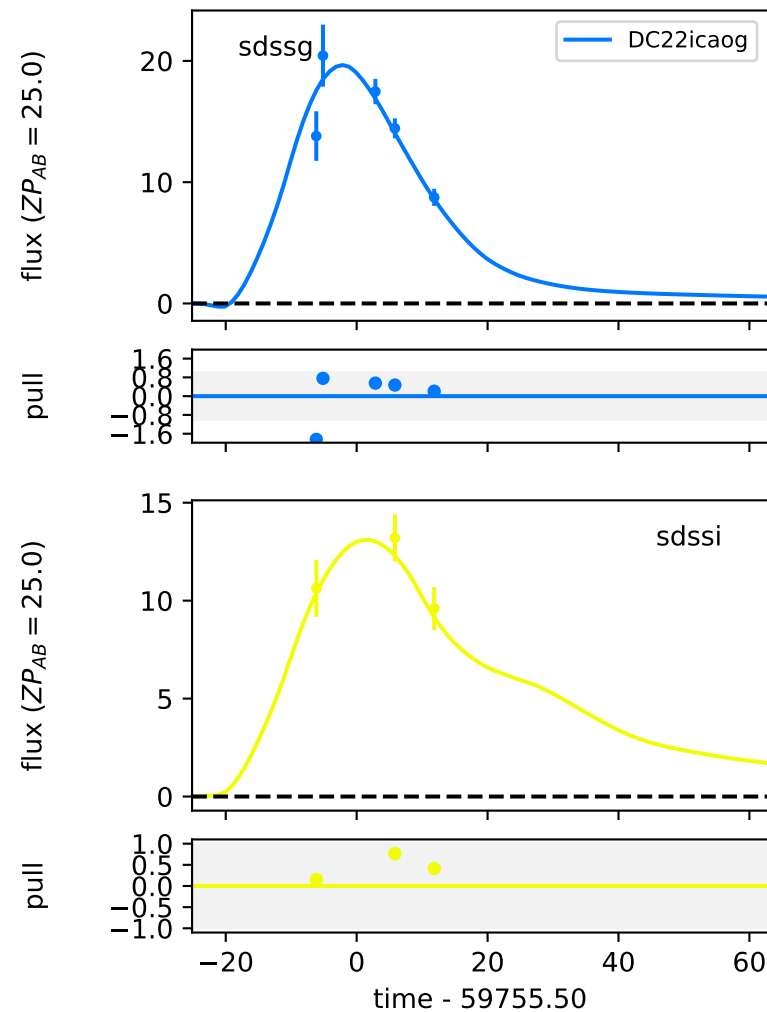 sdssg
DC22icaog
20
10
0
flux (ZP_AB = 25.0)
1.6
0.8
0.0
−0.8
−1.6
pull
15
sdssi
10
5
0
flux (ZP_AB = 25.0)
1.0
0.5
0.0
−0.5
−1.0
pull
−20 0 20 40 60
time - 59755.50